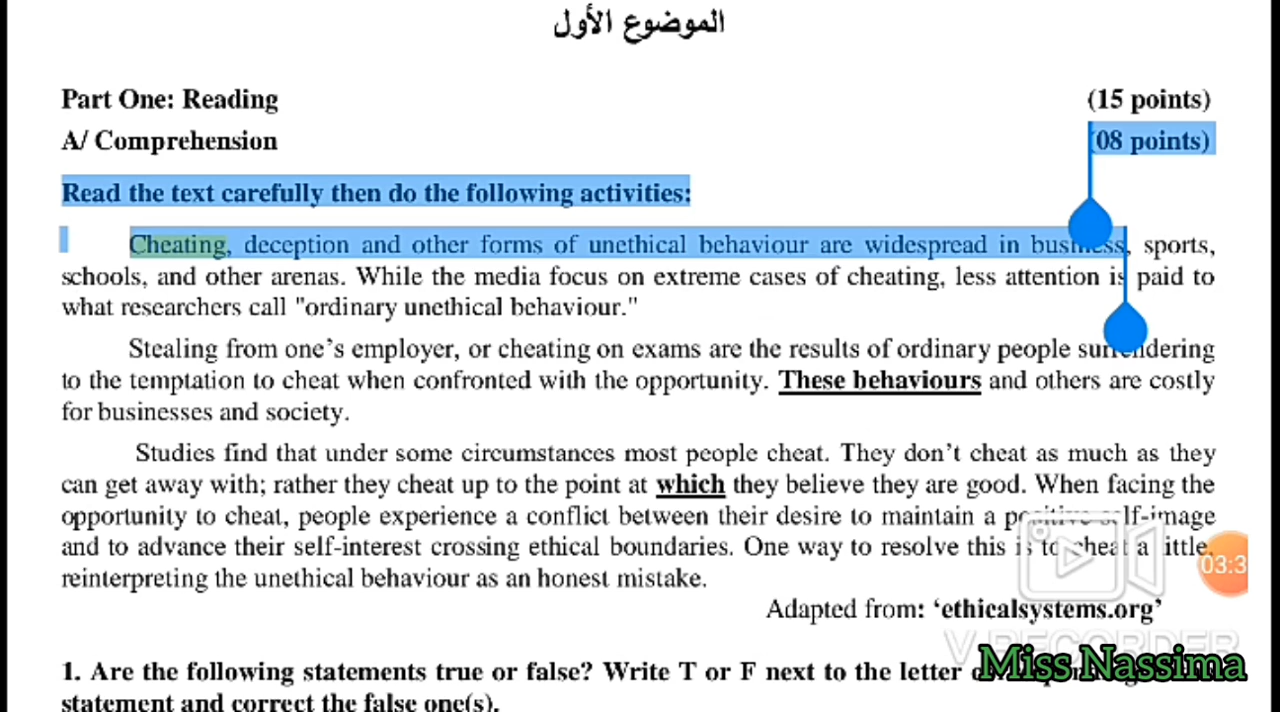 الموضوع الأول
Part One: Reading (15 points)
A/ Comprehension (08 points)
Read the text carefully then do the following activities:
Cheating, deception and other forms of unethical behaviour are widespread in business, sports,
schools, and other arenas. While the media focus on extreme cases of cheating, less attention is paid to
what researchers call "ordinary unethical behaviour."
Stealing from one’s employer, or cheating on exams are the results of ordinary people surrendering
to the temptation to cheat when confronted with the opportunity. These behaviours and others are costly
for businesses and society.
Studies find that under some circumstances most people cheat. They don’t cheat as much as they
can get away with; rather they cheat up to the point at which they believe they are good. When facing the
opportunity to cheat, people experience a conflict between their desire to maintain a positive self-image
and to advance their self-interest crossing ethical boundaries. One way to resolve this is to cheat a little,
reinterpreting the unethical behaviour as an honest mistake.
03:3
Adapted from: ‘ethicalsystems.org’
V RECORDER
Miss Nassima
1. Are the following statements true or false? Write T or F next to the letter
statement and correct the false one(s).